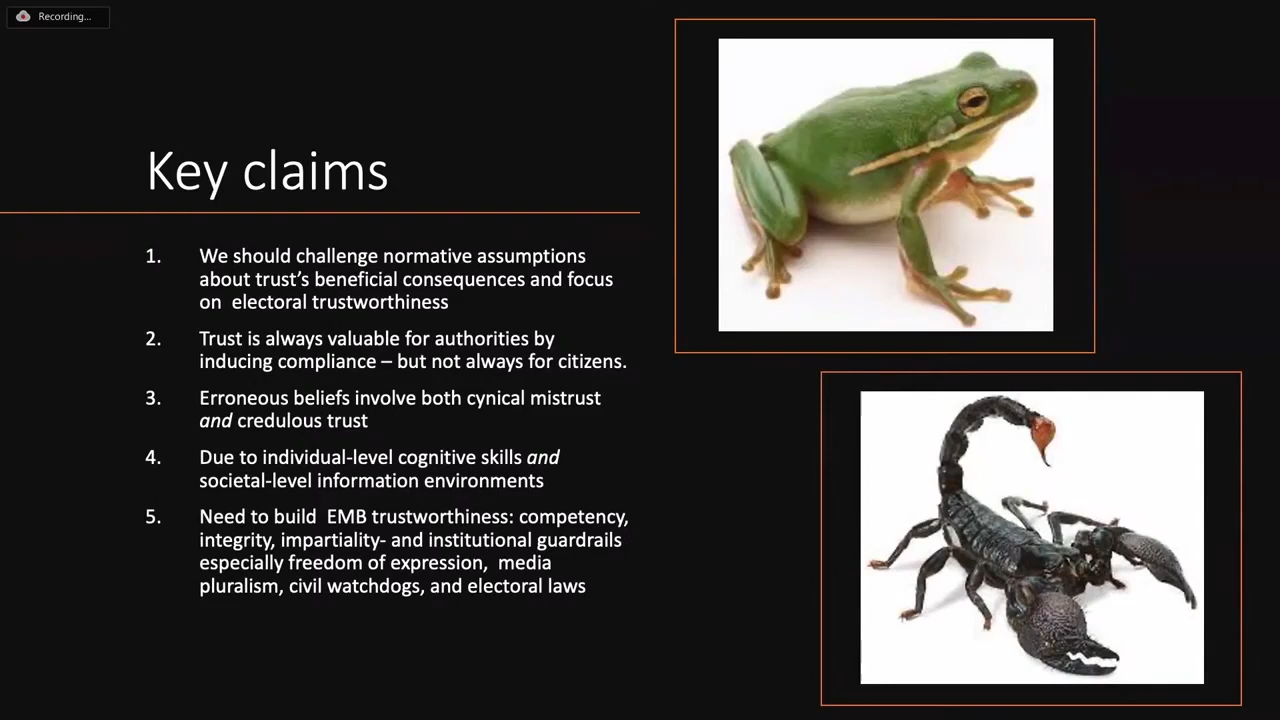 Recording...
Key claims
1. We should challenge normative assumptions
about trust’s beneficial consequences and focus
on  electoral trustworthiness
2. Trust is always valuable for authorities by
inducing compliance – but not always for citizens.
3. Erroneous beliefs involve both cynical mistrust
and credulous trust
4. Due to individual-level cognitive skills and
societal-level information environments
5. Need to build  EMB trustworthiness: competency,
integrity, impartiality- and institutional guardrails
especially freedom of expression,  media
pluralism, civil watchdogs, and electoral laws